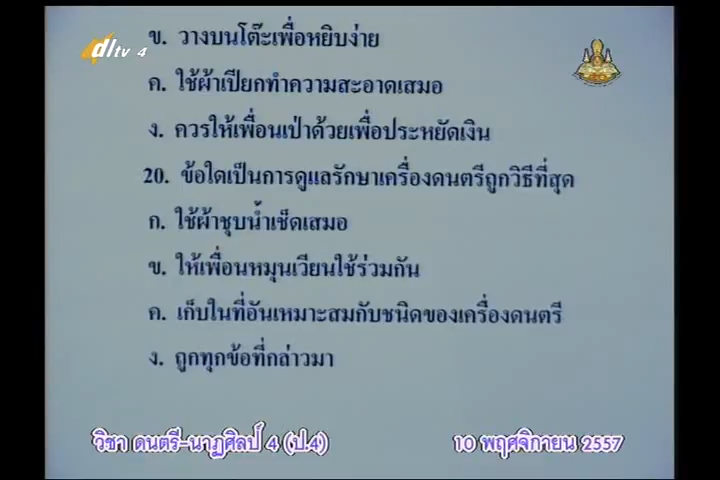 dltv 4
ข. วางบนโต๊ะเพื่อหยิบง่าย
ค. ใช้ผ้าเปียกทำความสะอาดเสมอ
ง. ควรให้เพื่อนเป่าด้วยเพื่อประหยัดเงิน
20. ข้อใดเป็นการดูแลรักษาเครื่องดนตรีถูกวิธีที่สุด
ก. ใช้ผ้าชุบน้ำเช็ดเสมอ
ข. ให้เพื่อนหมุนเวียนใช้ร่วมกัน
ค. เก็บในที่อันเหมาะสมกับชนิดของเครื่องดนตรี
ง. ถูกทุกข้อที่กล่าวมา
วิชา ดนตรี-นาฏศิลป์ 4 (ป.4)
10 พฤศจิกายน 2557